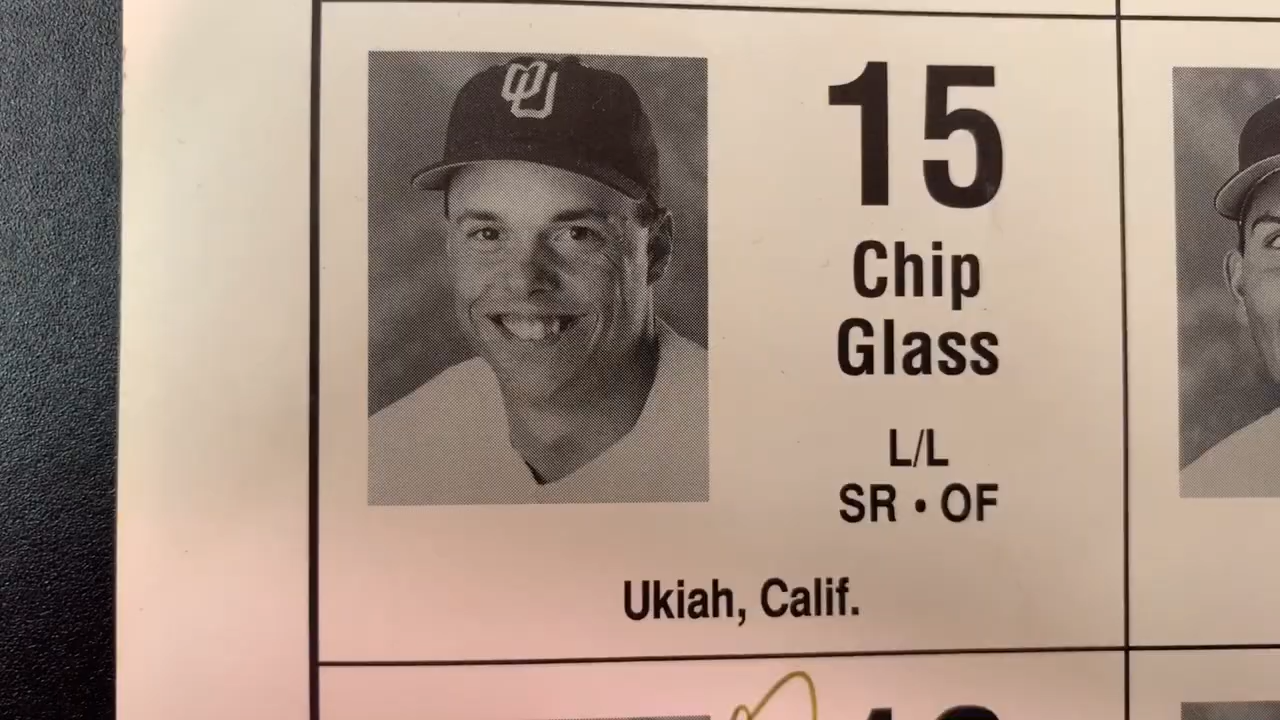 OU
15
Chip
Glass
L/L
SR • OF
Ukiah, Calif.